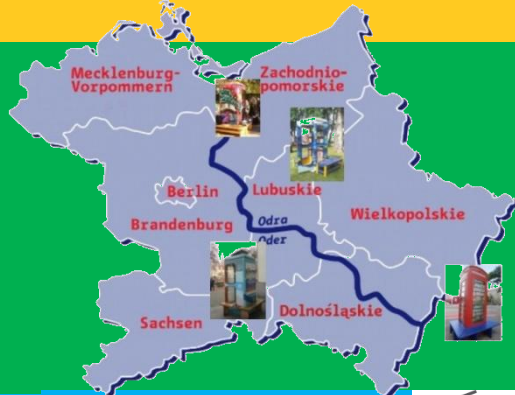 Mecklenburg-
Vorpommern
Zachodnio-
pomorskie
Berlin
Lubuskie
Brandenburg
Odra
Oder
Wielkopolskie
Sachsen
Dolnośląskie